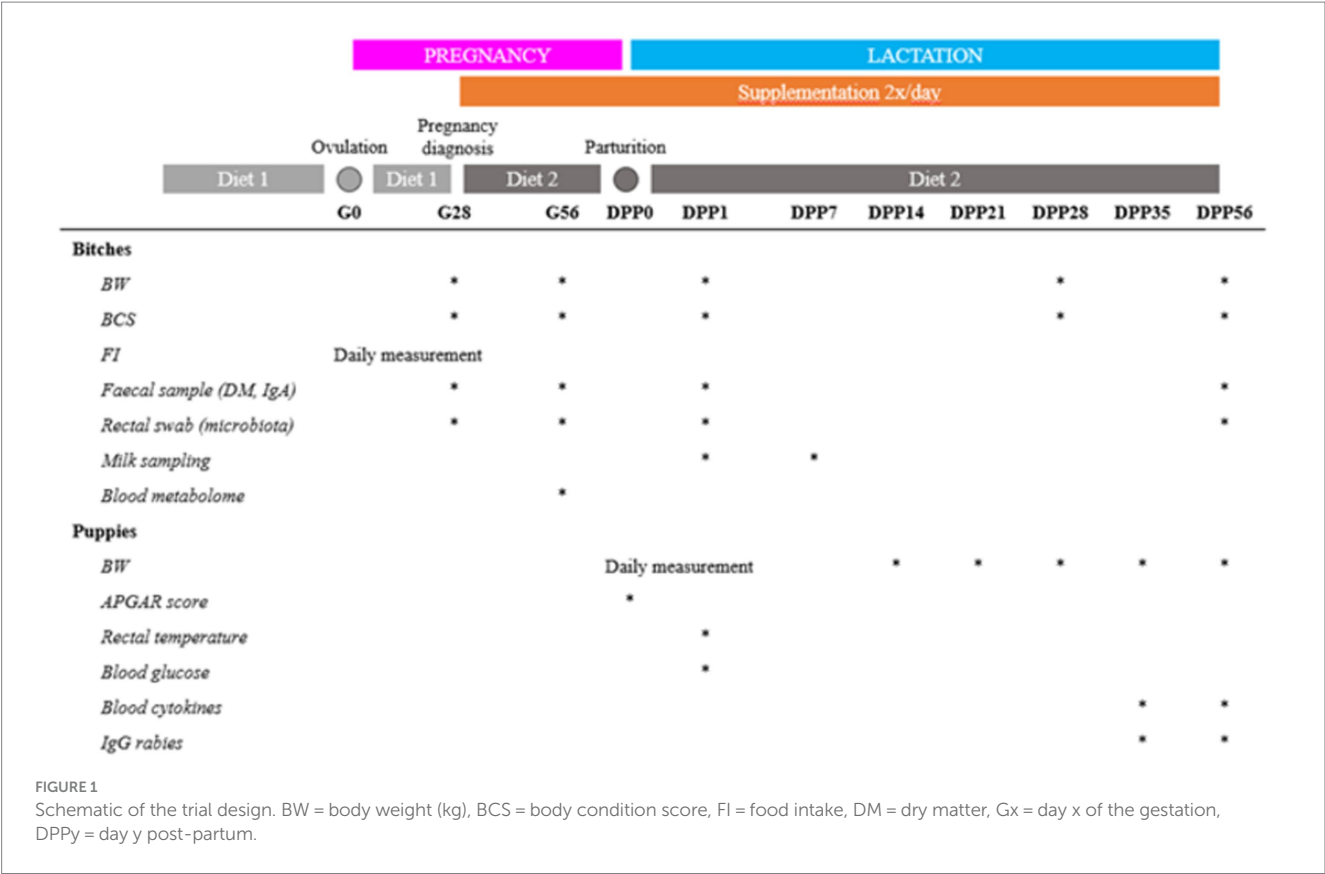 PREGNANCY LACTATION
Supplementation 2x/day
Ovulation Pregnancy diagnosis Parturition
Diet 1 Diet 1 Diet 2 Diet 2
G0 G28 G56 DPP0 DPP1 DPP7 DPP14 DPP21 DPP28 DPP35 DPP56
Bitches
BW * * * * *
BCS * * * * *
FI Daily measurement
Faecal sample (DM, IgA) * * * *
Rectal swab (microbiota) * * * *
Milk sampling * *
Blood metabolome *
Puppies
BW Daily measurement * * * * *
APGAR score *
Rectal temperature *
Blood glucose *
Blood cytokines * *
IgG rabies * *
FIGURE 1
Schematic of the trial design. BW = body weight (kg), BCS = body condition score, FI = food intake, DM = dry matter, Gx = day x of the gestation,
DPPy = day y post-partum.